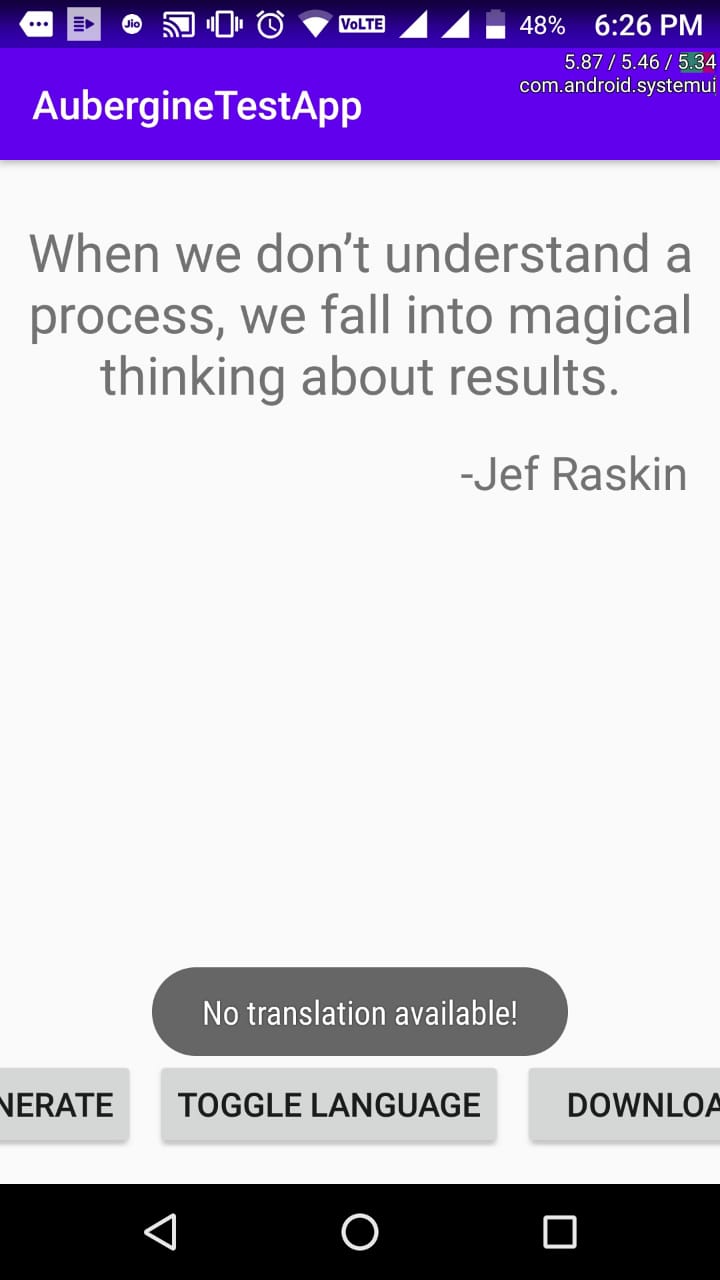 Jio VoLTE 48% 6:26 PM
5.87 / 5.46 / 5.34
com.android.systemui
AubergineTestApp
When we don’t understand a
process, we fall into magical
thinking about results.
-Jef Raskin
No translation available!
NERATE TOGGLE LANGUAGE DOWNLOA